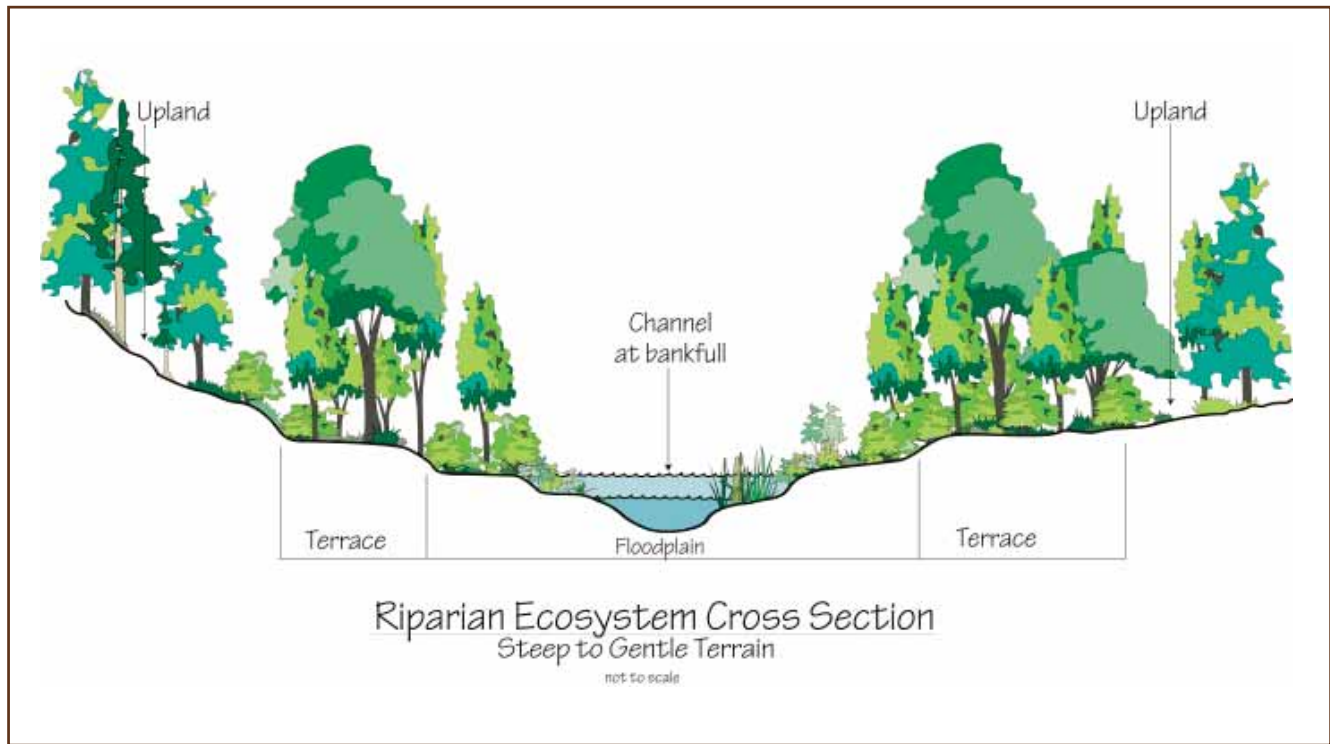 Upland
Upland
Channel
at bankfull
Terrace
Floodplain
Terrace
Riparian Ecosystem Cross Section
Steep to Gentle Terrain
not to scale